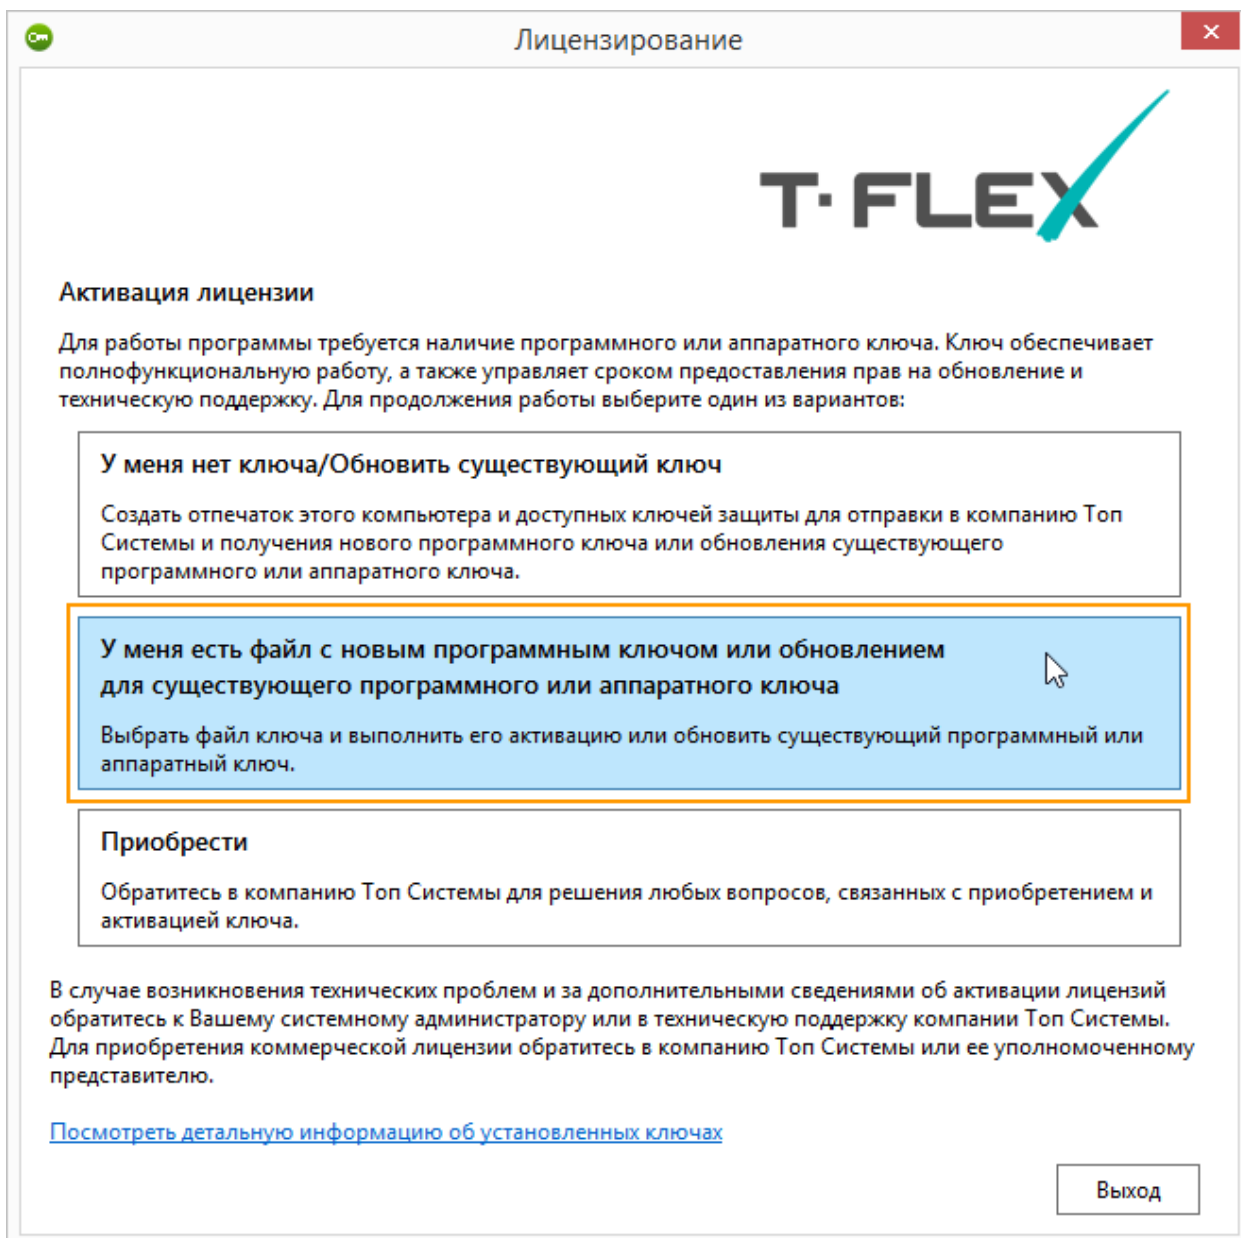 Лицензирование
T·FLEX
Активация лицензии
Для работы программы требуется наличие программного или аппаратного ключа. Ключ обеспечивает
полнофункциональную работу, а также управляет сроком предоставления прав на обновление и
техническую поддержку. Для продолжения работы выберите один из вариантов:
У меня нет ключа/Обновить существующий ключ
Создать отпечаток этого компьютера и доступных ключей защиты для отправки в компанию Топ
Системы и получения нового программного ключа или обновления существующего
программного или аппаратного ключа.
У меня есть файл с новым программным ключом или обновлением
для существующего программного или аппаратного ключа
Выбрать файл ключа и выполнить его активацию или обновить существующий программный или
аппаратный ключ.
Приобрести
Обратитесь в компанию Топ Системы для решения любых вопросов, связанных с приобретением и
активацией ключа.
В случае возникновения технических проблем и за дополнительными сведениями об активации лицензий
обратитесь к Вашему системному администратору или в техническую поддержку компании Топ Системы.
Для приобретения коммерческой лицензии обратитесь в компанию Топ Системы или ее уполномоченному
представителю.
Посмотреть детальную информацию об установленных ключах
Выход